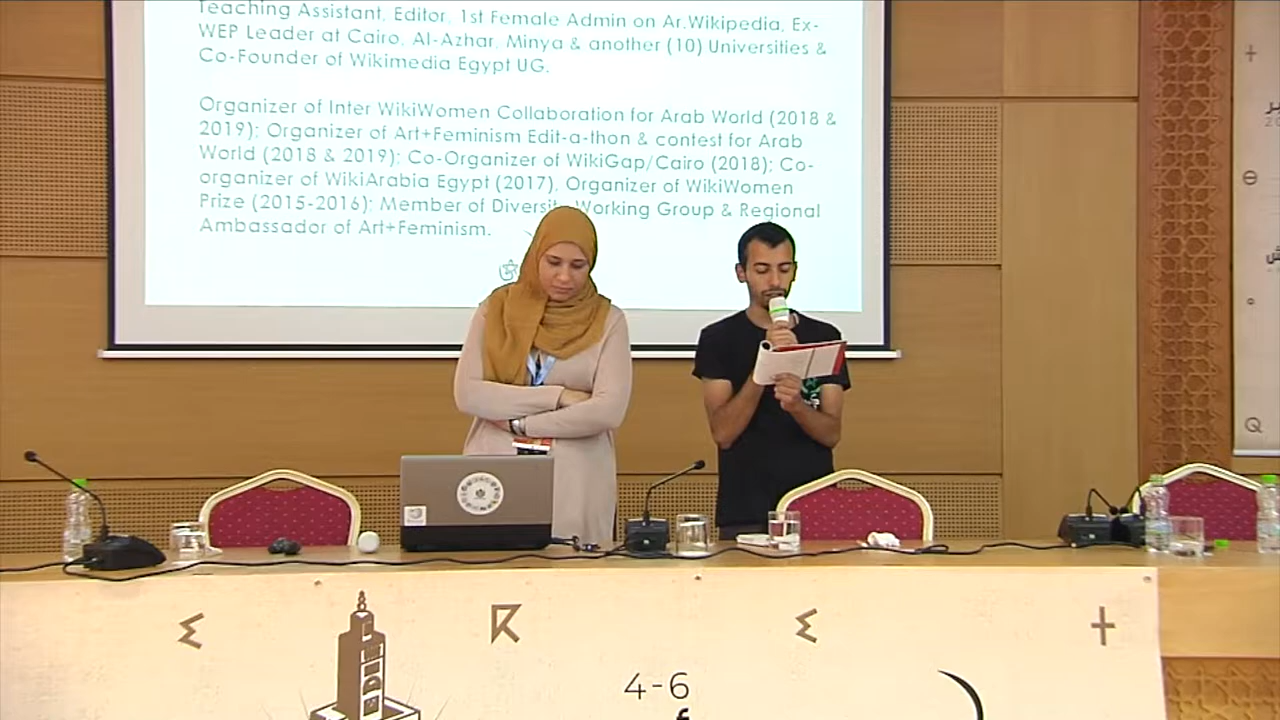 Teaching Assistant, Editor, 1st Female Admin on Ar.Wikipedia, Ex-
WEP Leader at Cairo, Al-Azhar, Minya & another (10) Universities &
Co-Founder of Wikimedia Egypt UG.
Organizer of Inter WikiWomen Collaboration for Arab World (2018 &
2019); Organizer of Art+Feminism Edit-a-thon & contest for Arab
World (2018 & 2019); Co-Organizer of WikiGap/Cairo (2018); Co-
organizer of WikiArabia Egypt (2017), Organizer of WikiWomen
Prize (2015-2016); Member of Diversity Working Group & Regional
Ambassador of Art+Feminism.
4-6